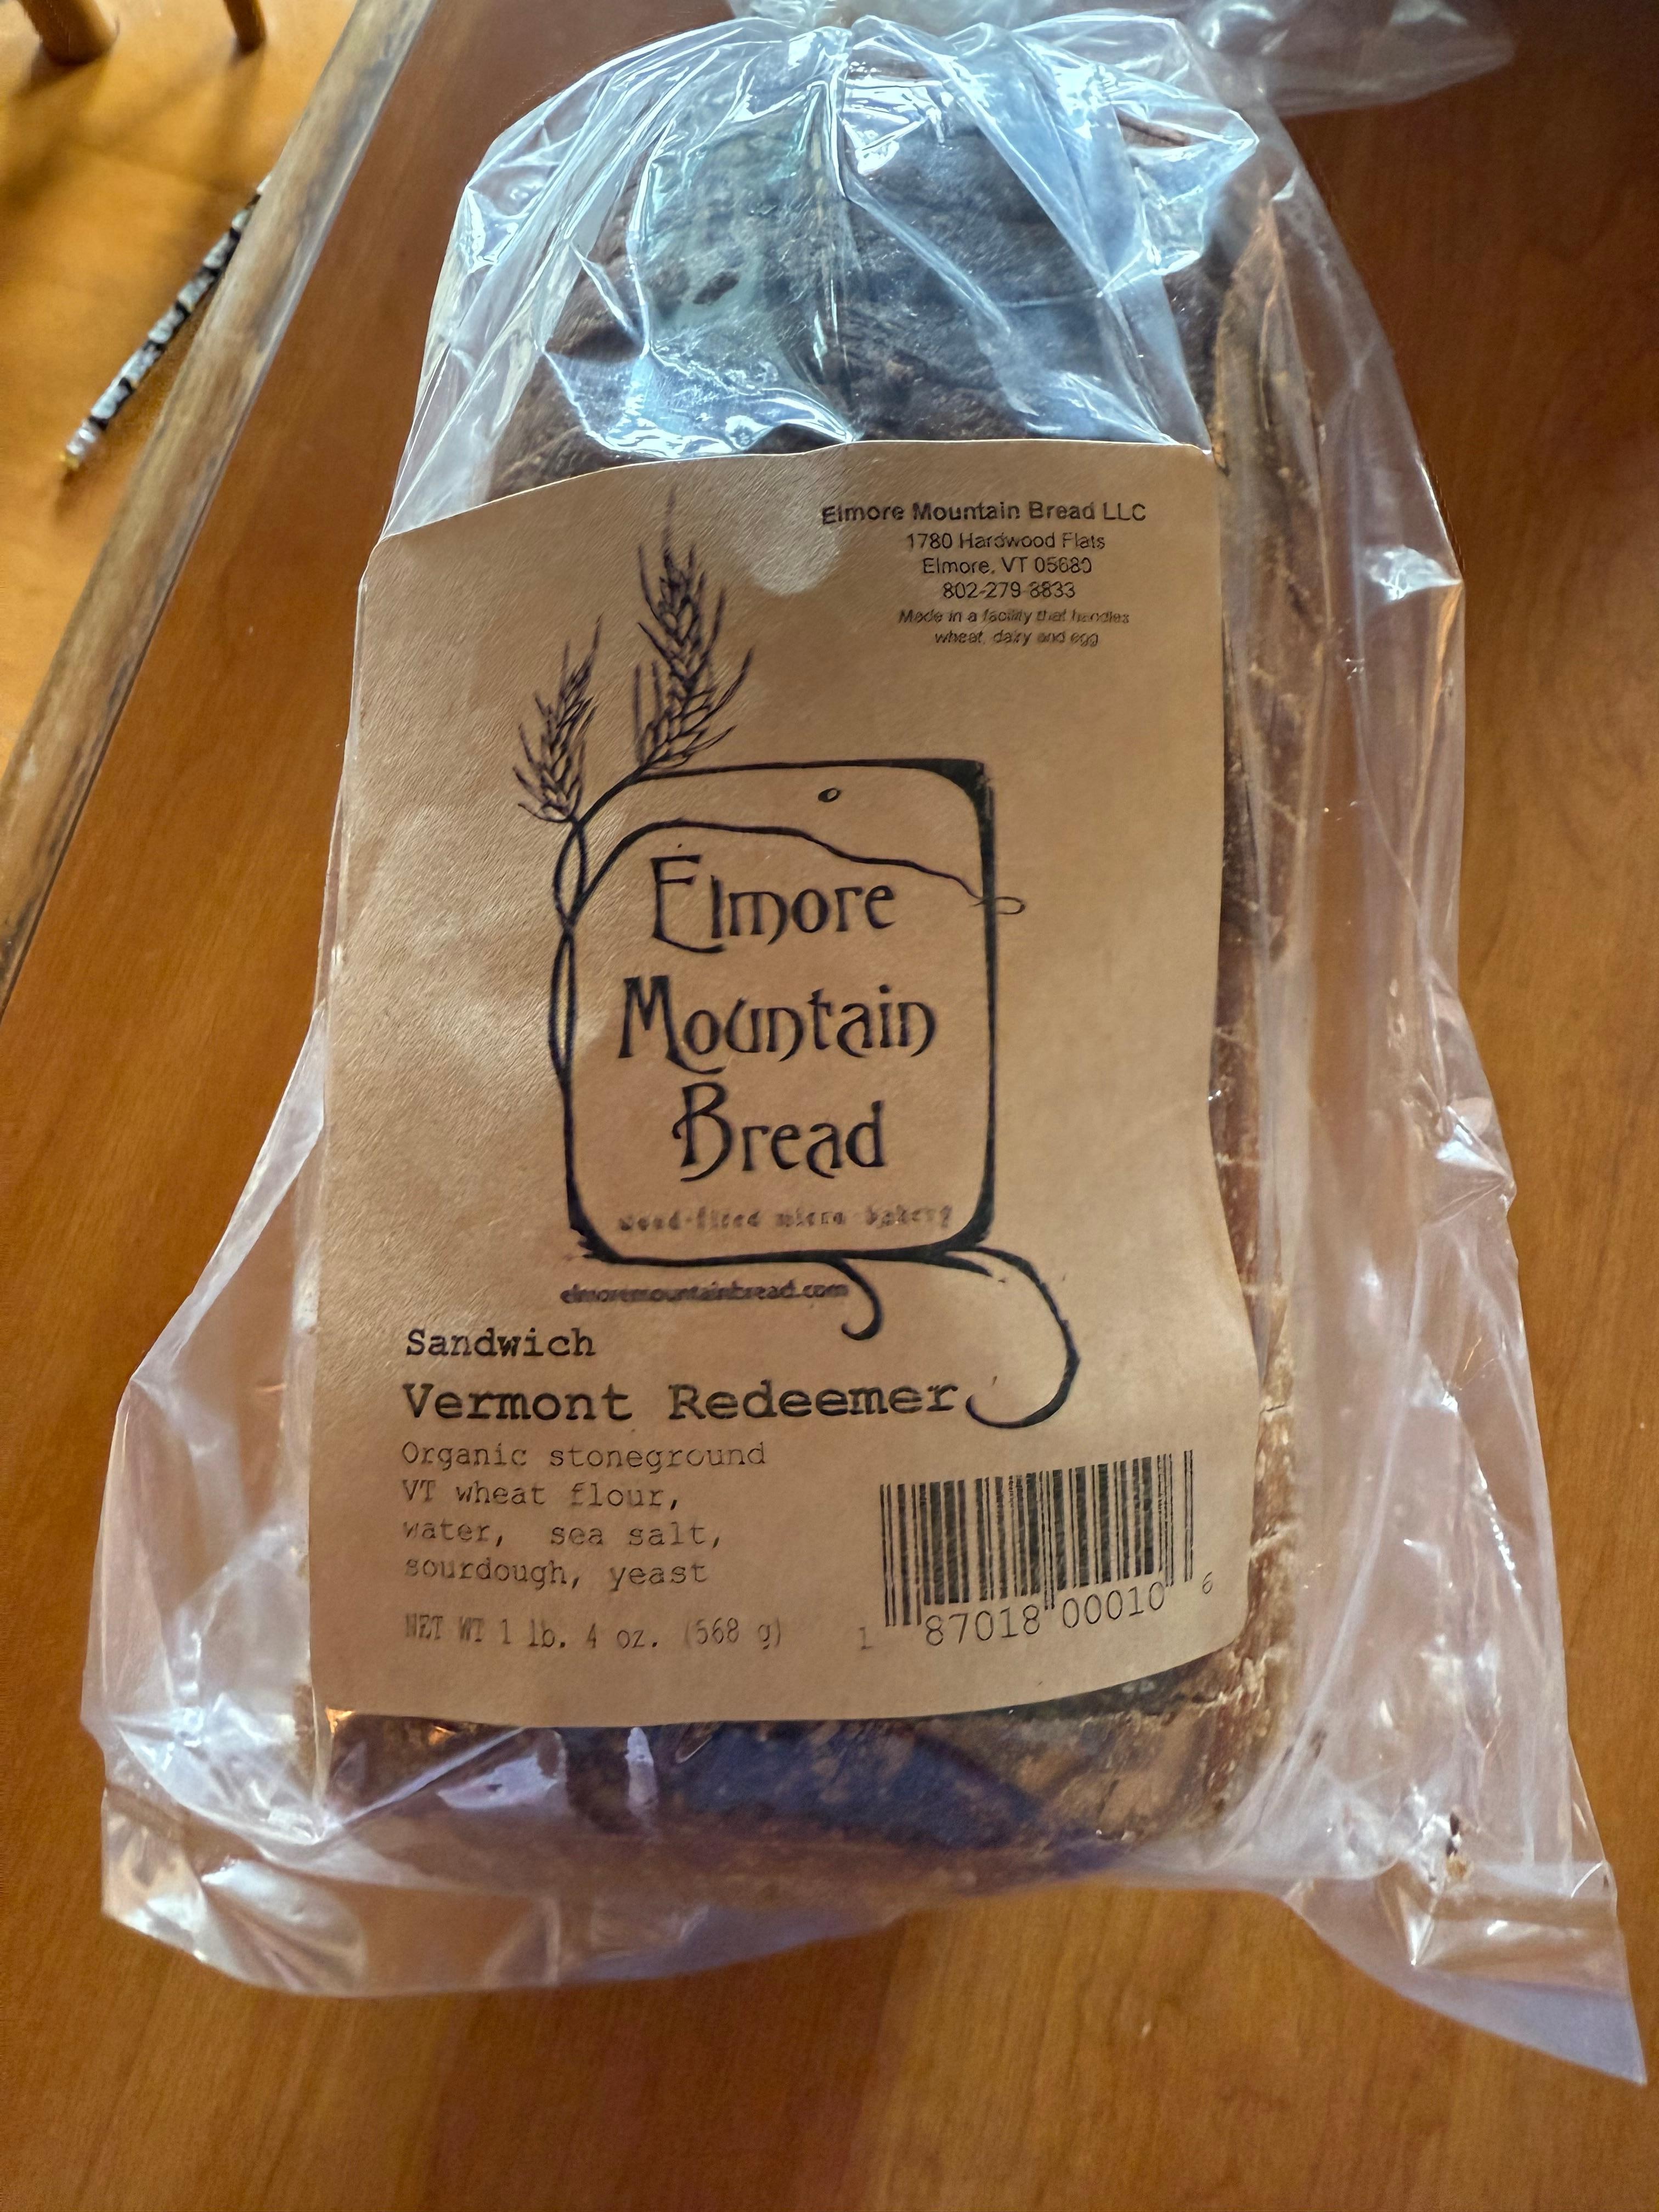 Elmore Mountain Bread LLC
1780 Hardwood Flats
Elmore, VT 05680
802-279-8833
Made in a facility that handles
wheat, dairy and egg
Elmore
Mountain
Bread
wood-fired micro-bakery
elmoremountainbread.com
Sandwich
Vermont Redeemer
Organic stoneground
VT wheat flour,
water, sea salt,
sourdough, yeast
NET WT 1 lb. 4 oz. (568 g)
1 87018 00010 6